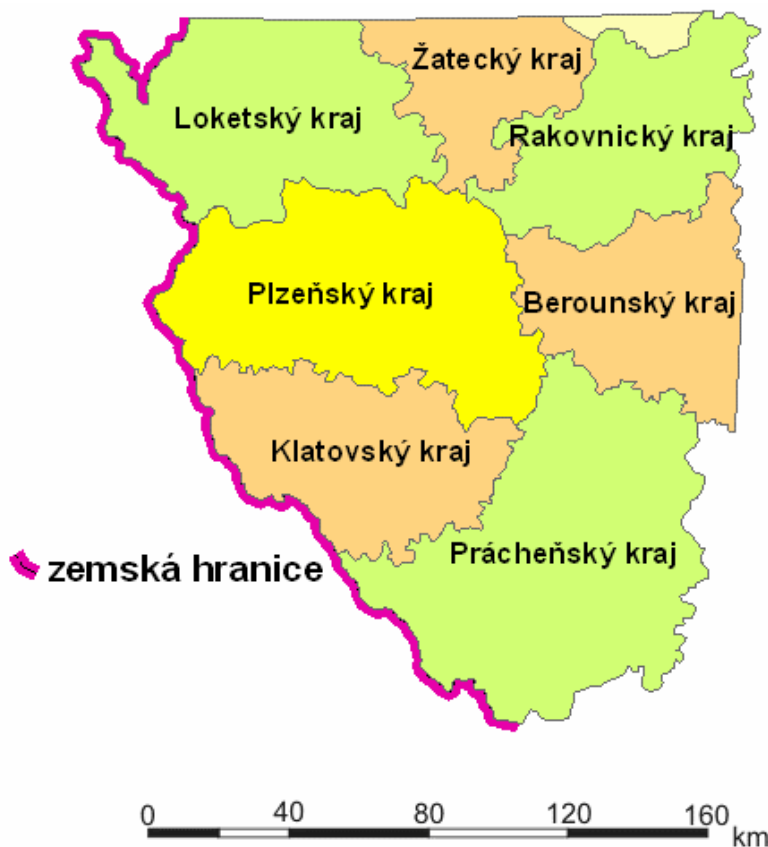 Žatecký kraj
Loketský kraj
Rakovnický kraj
Plzeňský kraj
Berounský kraj
Klatovský kraj
Prácheňský kraj
zemská hranice
0 40 80 120 160
km